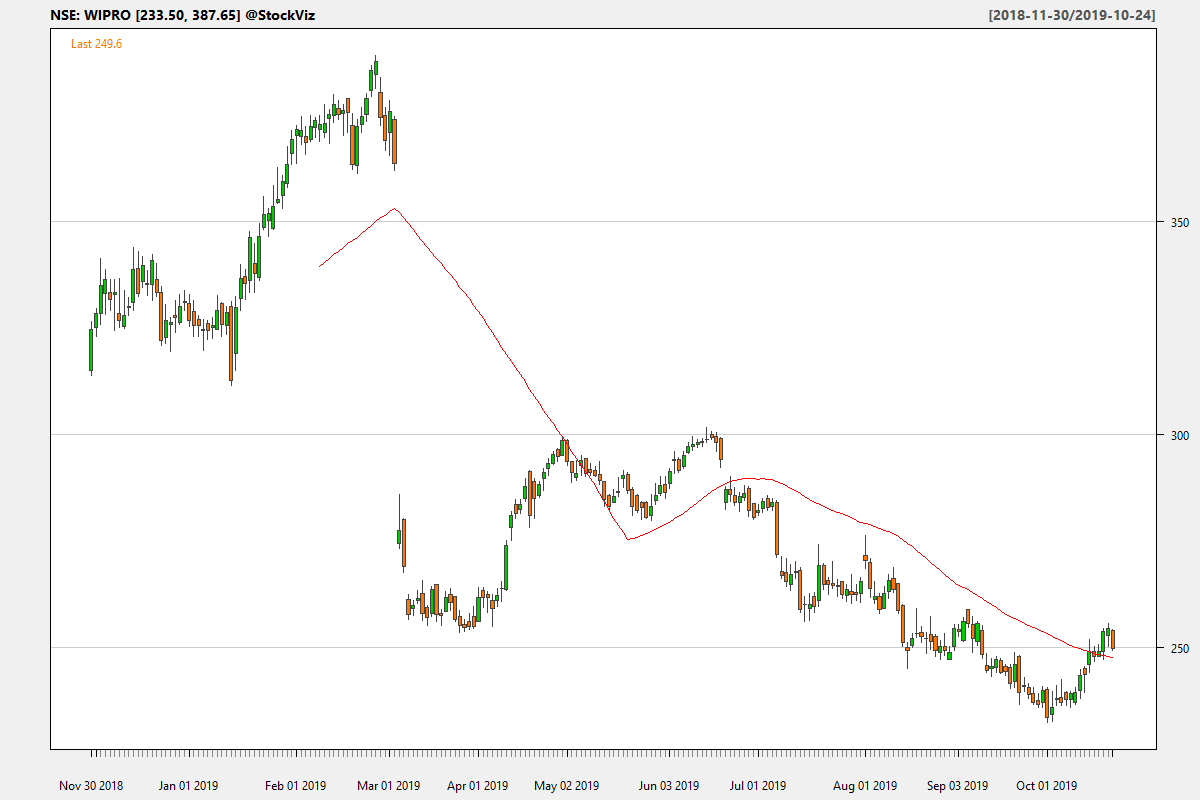 NSE: WIPRO [233.50, 387.65] @StockViz [2018-11-30/2019-10-24]
Last 249.6
350
300
250
Nov 30 2018 Jan 01 2019 Feb 01 2019 Mar 01 2019 Apr 01 2019 May 02 2019 Jun 03 2019 Jul 01 2019 Aug 01 2019 Sep 03 2019 Oct 01 2019